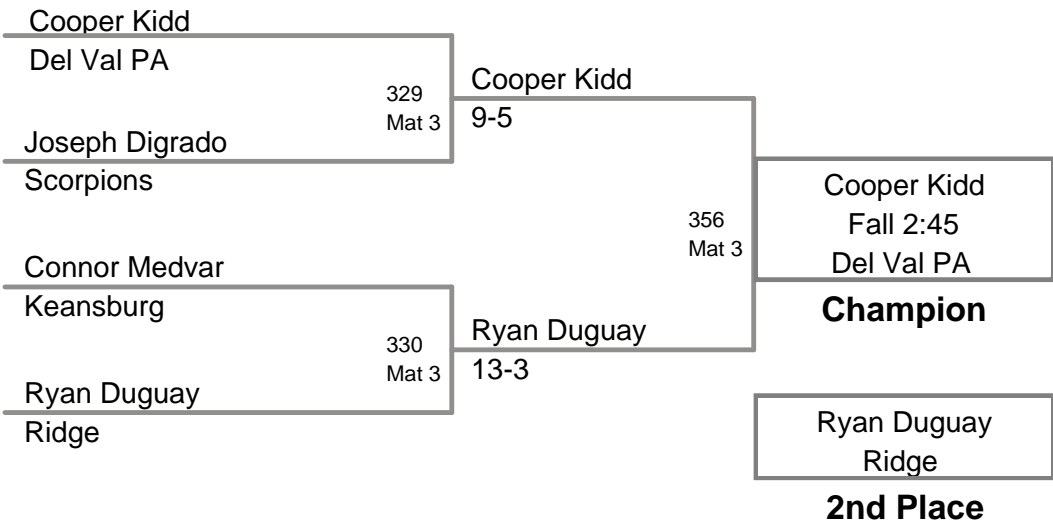 Cooper Kidd
Del Val PA
329
Mat 3
Joseph Digrado
Scorpions
Cooper Kidd
9-5
Connor Medvar
Keansburg
330
Mat 3
Ryan Duguay
Ridge
Ryan Duguay
13-3
356
Mat 3
Cooper Kidd
Fall 2:45
Del Val PA
Champion
Ryan Duguay
Ridge
2nd Place